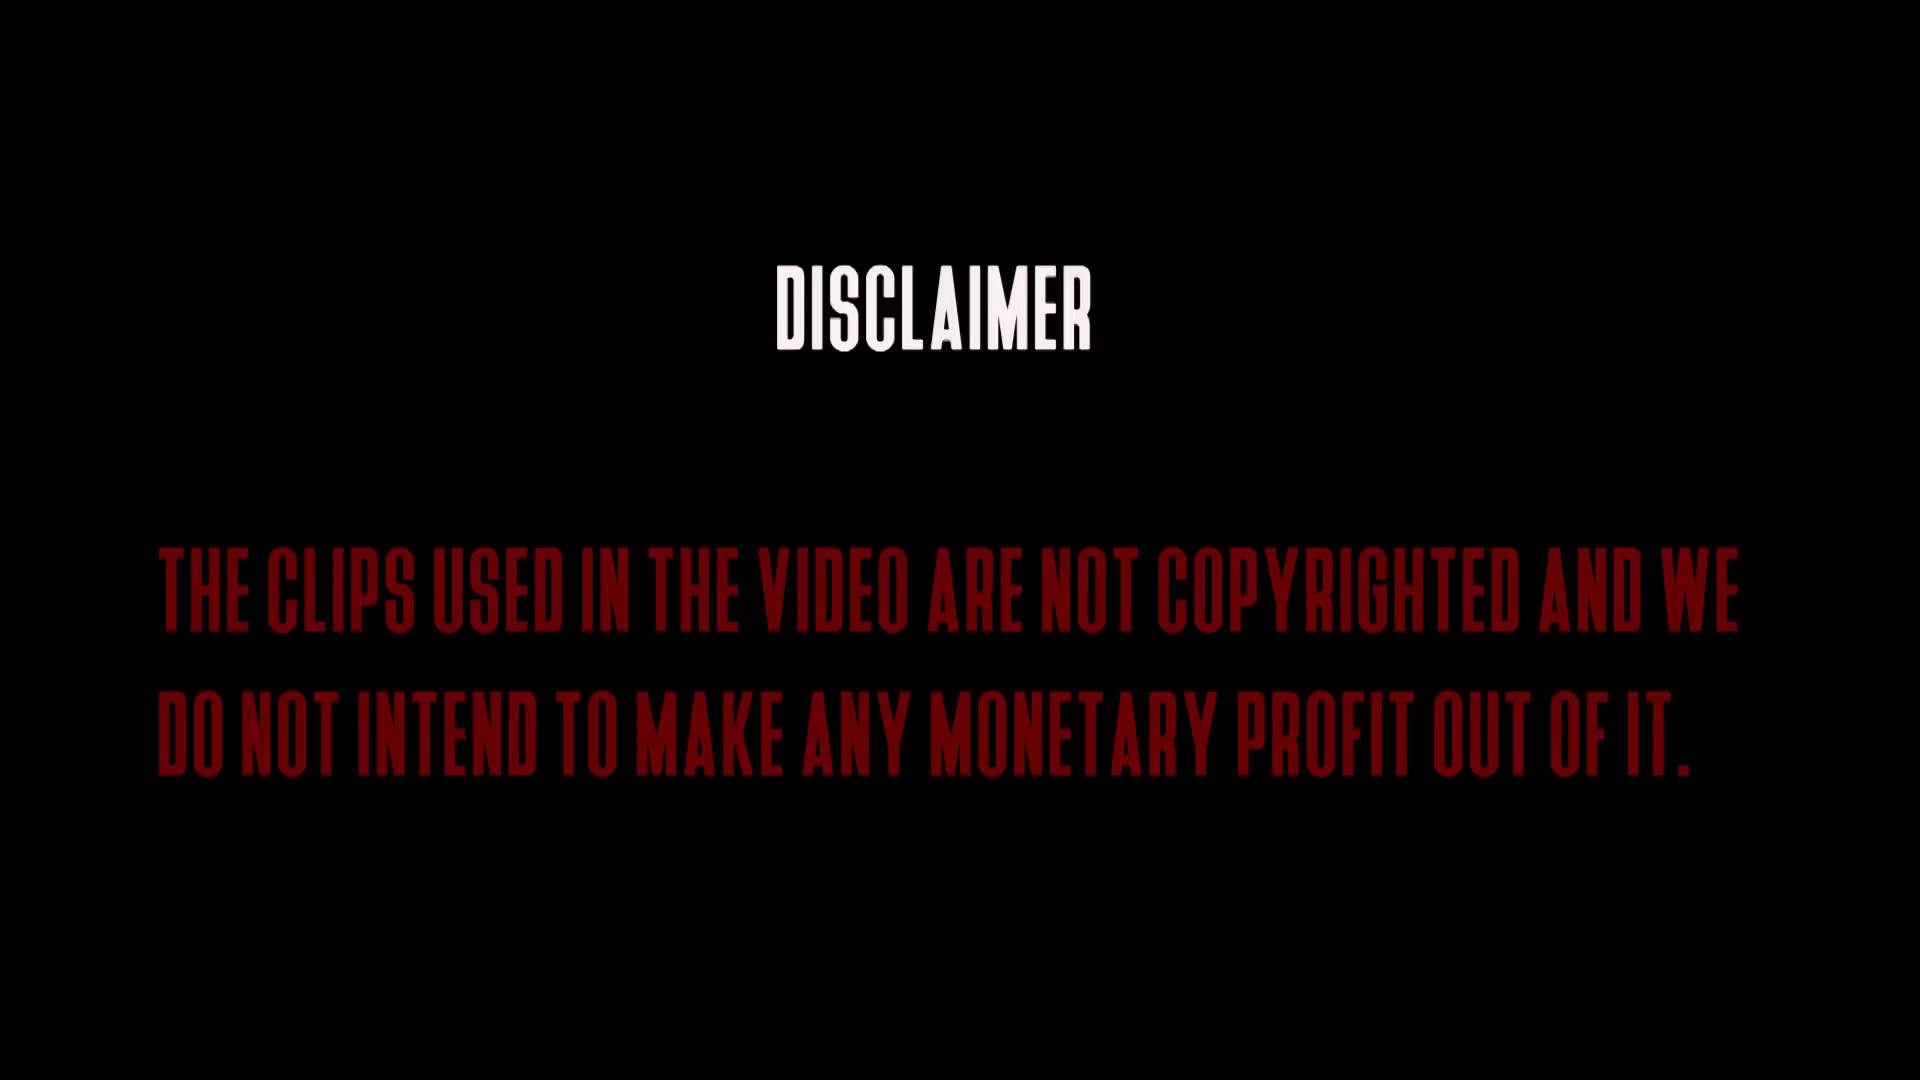 DISCLAIMER
THE CLIPS USED IN THE VIDEO ARE NOT COPYRIGHTED AND WE
DO NOT INTEND TO MAKE ANY MONETARY PROFIT OUT OF IT.